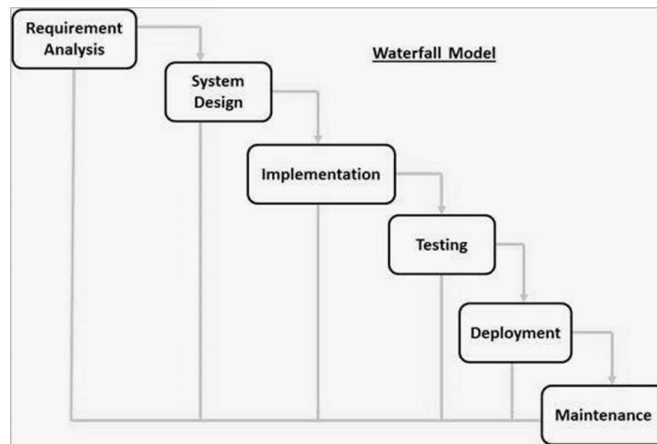 Requirement
Analysis
Waterfall Model
System
Design
Implementation
Testing
Deployment
Maintenance